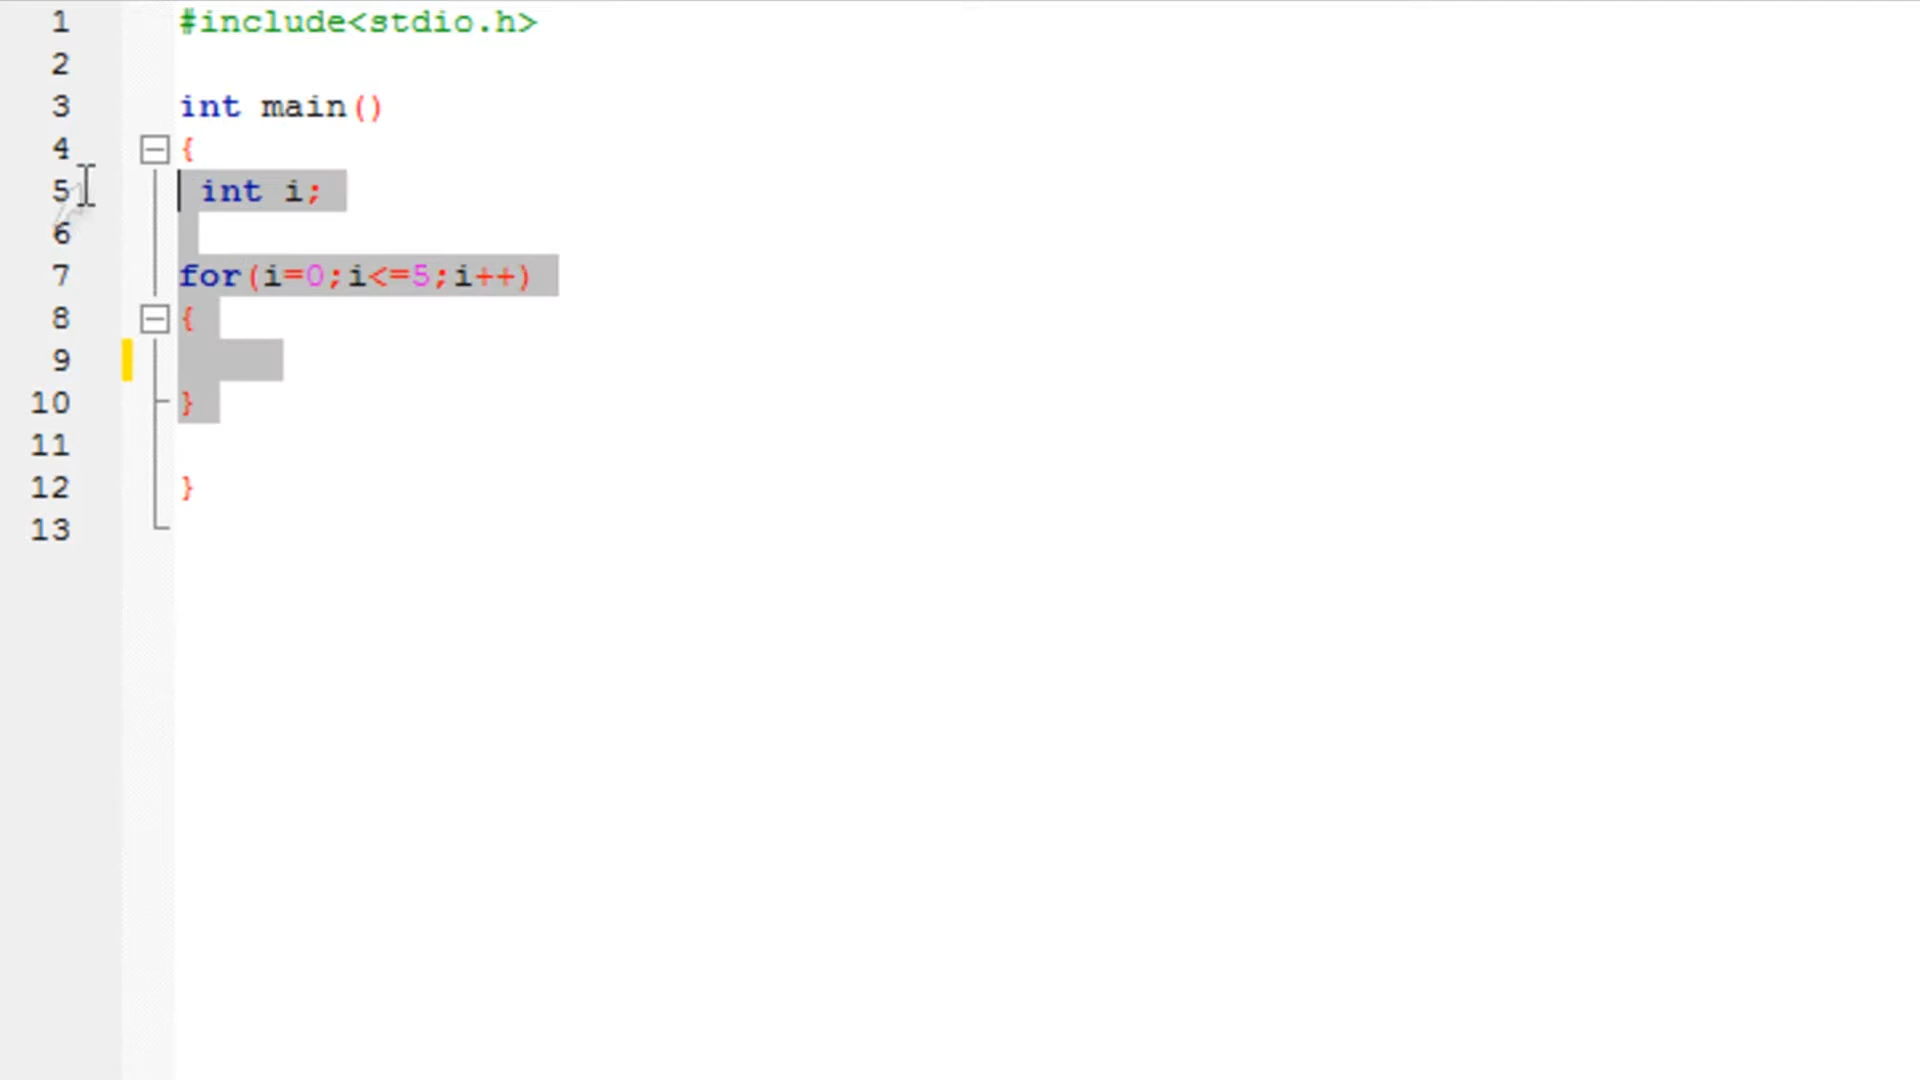 1 #include<stdio.h>
2
3 int main()
4 {
5 int i;
6
7 for(i=0;i<=5;i++)
8 {
9
10 }
11
12 }
13